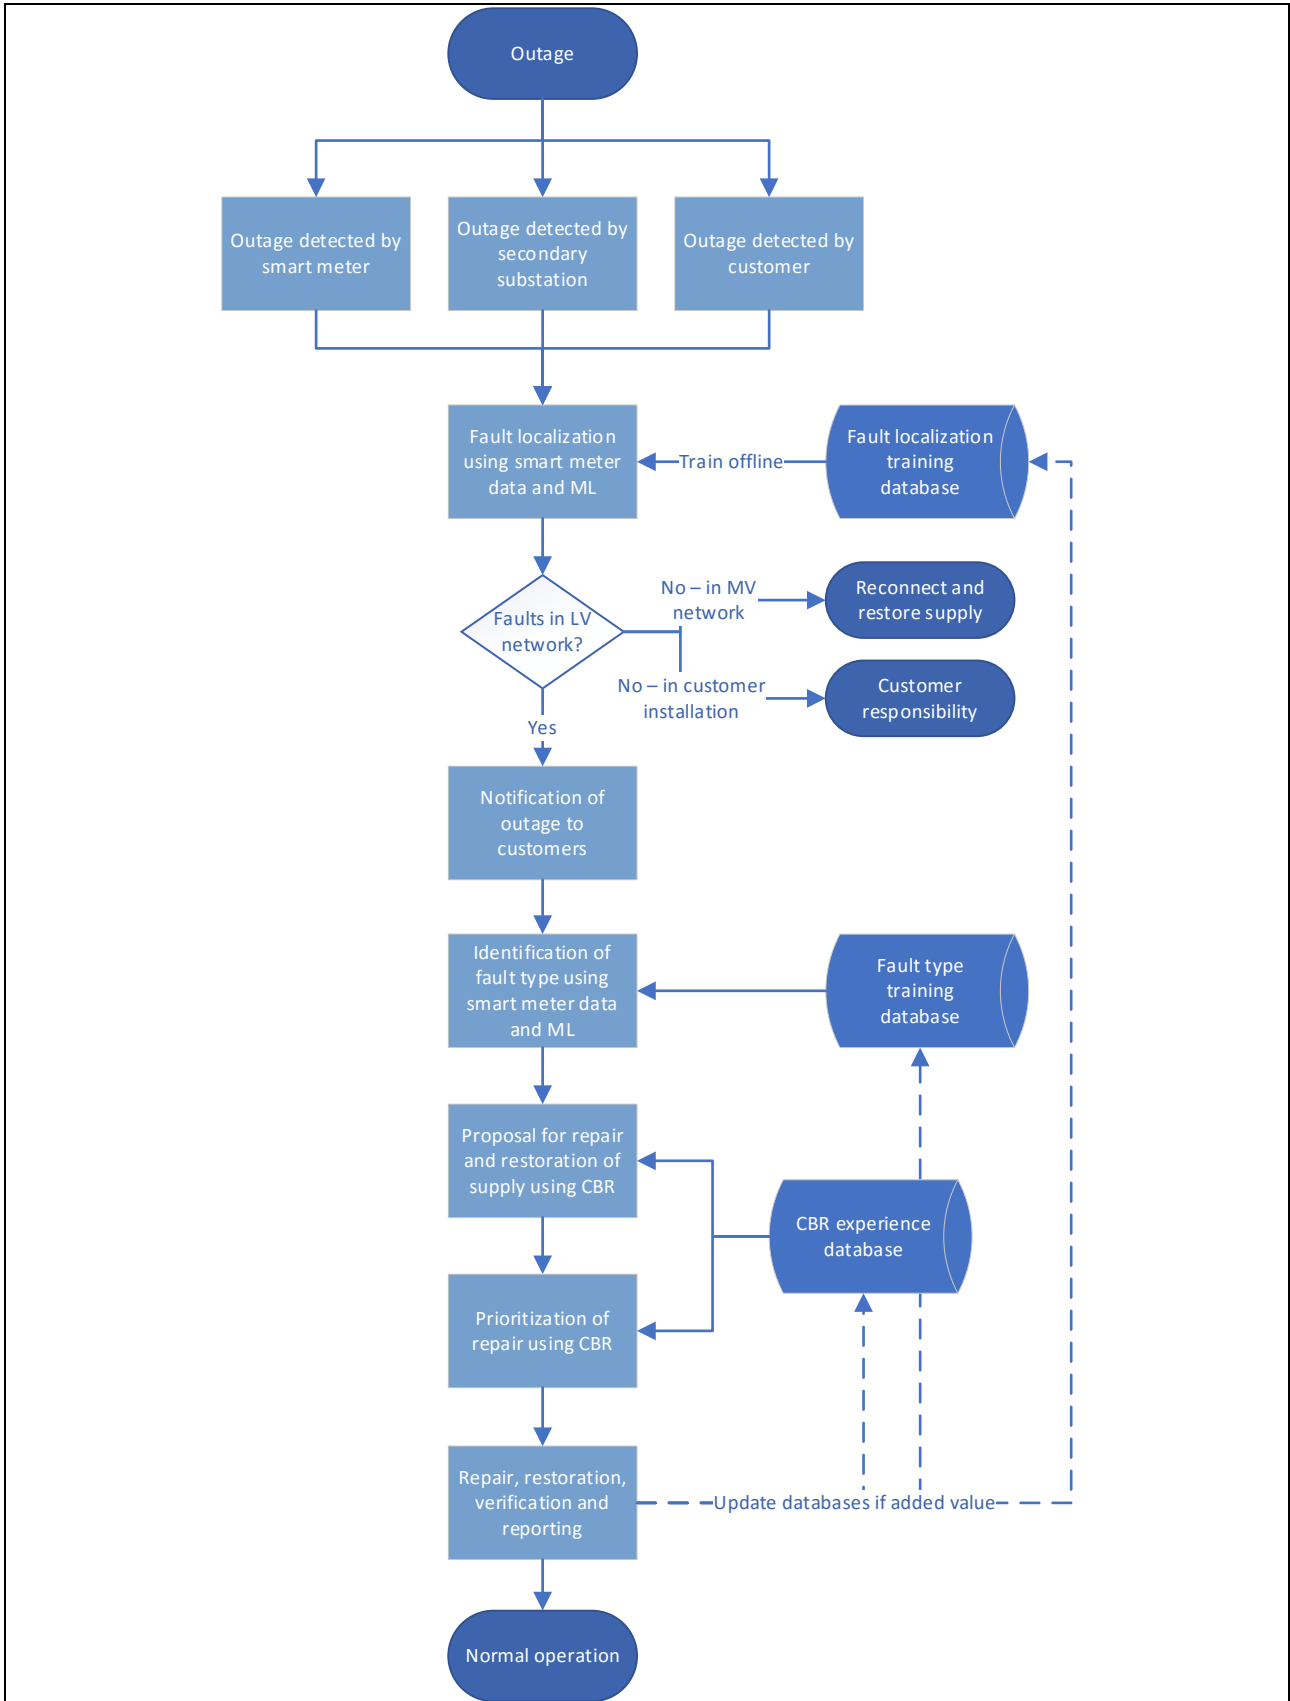 Outage
Outage detected by
smart meter
Outage detected by
secondary
substation
Outage detected by
customer
Fault localization
using smart meter
data and ML
Train offline
Fault localization
training
database
Faults in LV
network?
No – in MV
network
Reconnect and
restore supply
No – in customer
installation
Customer
responsibility
Yes
Notification of
outage to
customers
Identification of
fault type using
smart meter data
and ML
Fault type
training
database
Proposal for repair
and restoration of
supply using CBR
CBR experience
database
Prioritization of
repair using CBR
Repair, restoration,
verification and
reporting
Update databases if added value
Normal operation